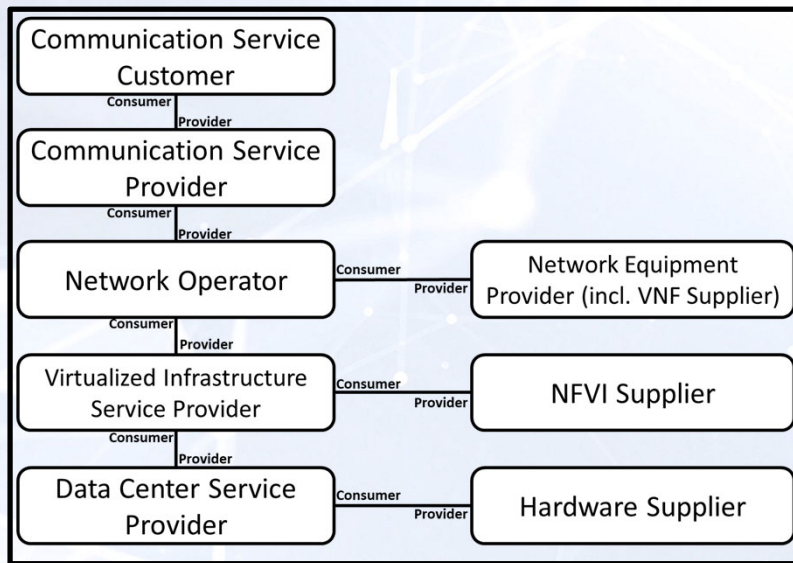 Communication Service
Customer
Consumer
Provider
Communication Service
Provider
Consumer
Provider
Network Operator
Consumer
Provider
Network Equipment
Provider (incl. VNF Supplier)
Consumer
Provider
Virtualized Infrastructure
Service Provider
Consumer
Provider
NFVI Supplier
Consumer
Provider
Data Center Service
Provider
Consumer
Provider
Hardware Supplier